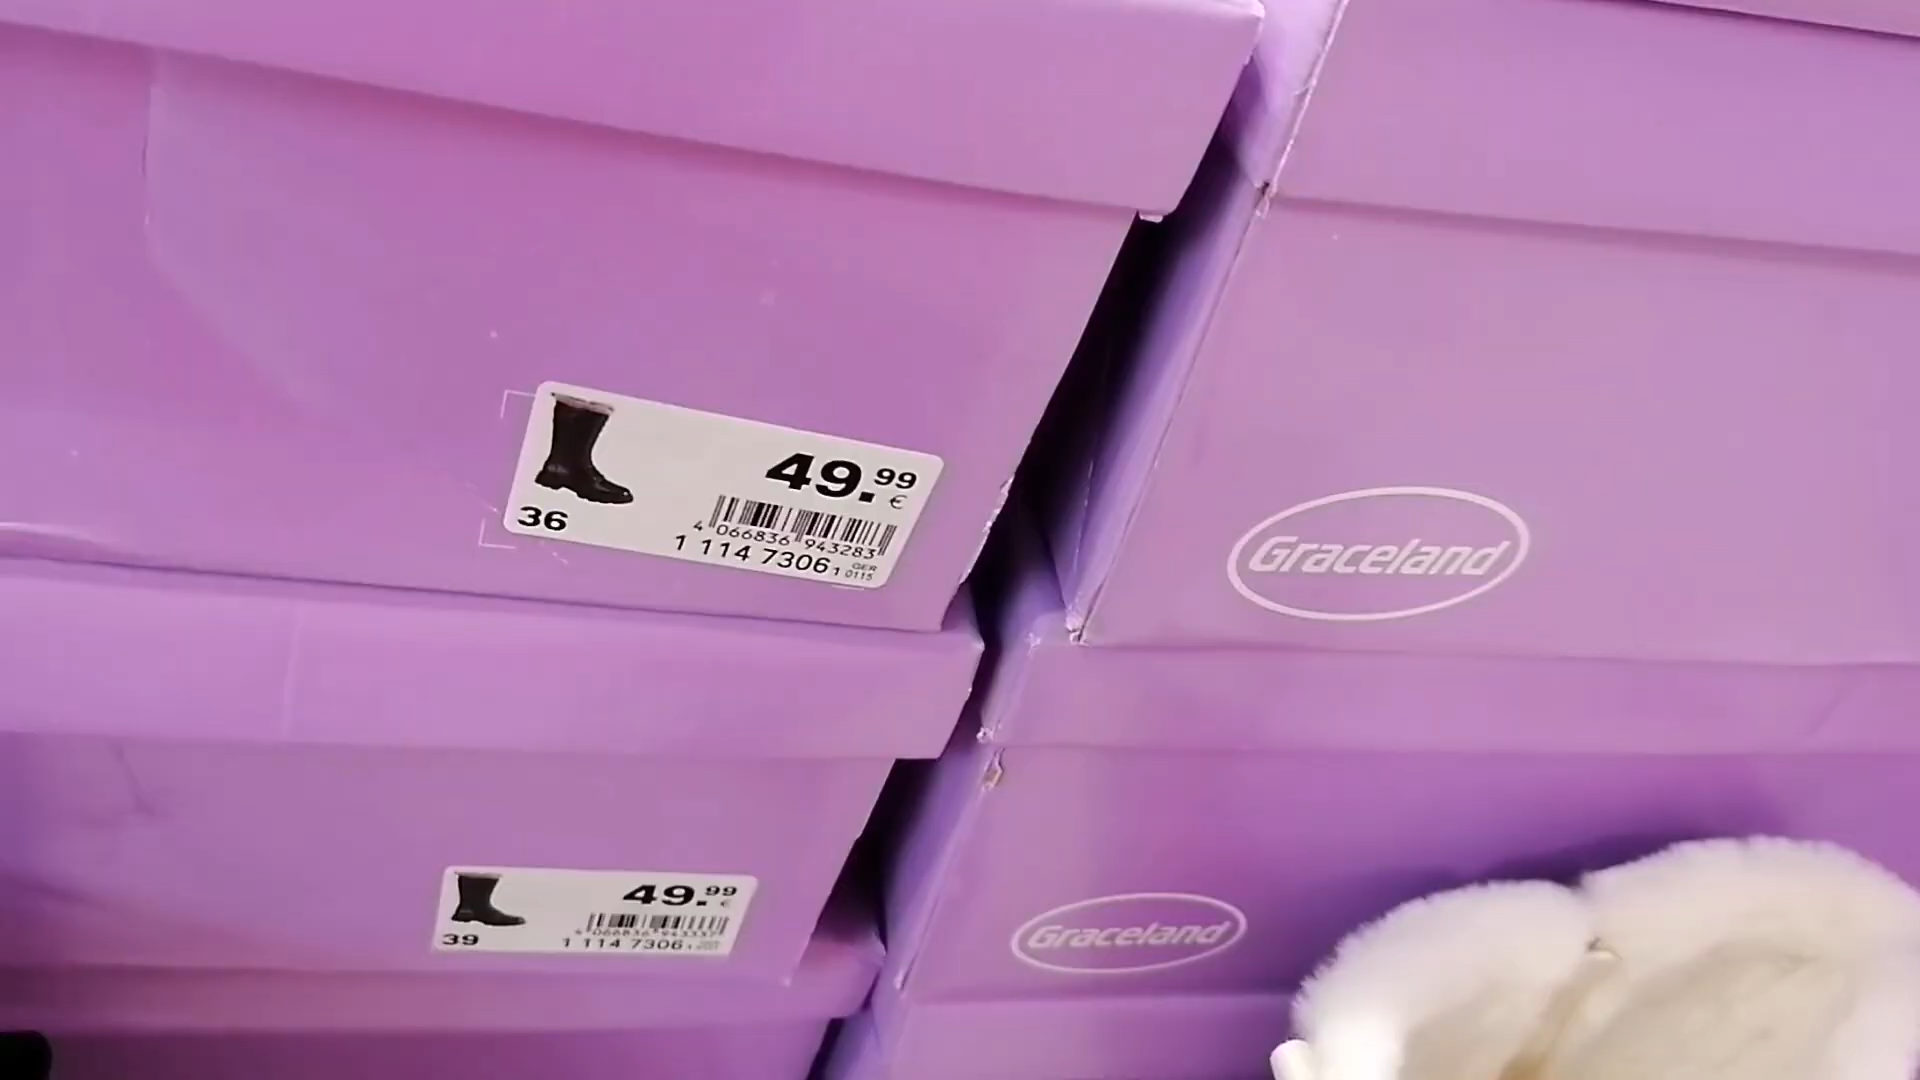 49.99
€
36
4 066836 943283
1 114 7306 1 GER 0115
Graceland
49.99
€
39
1 114 7306
Graceland